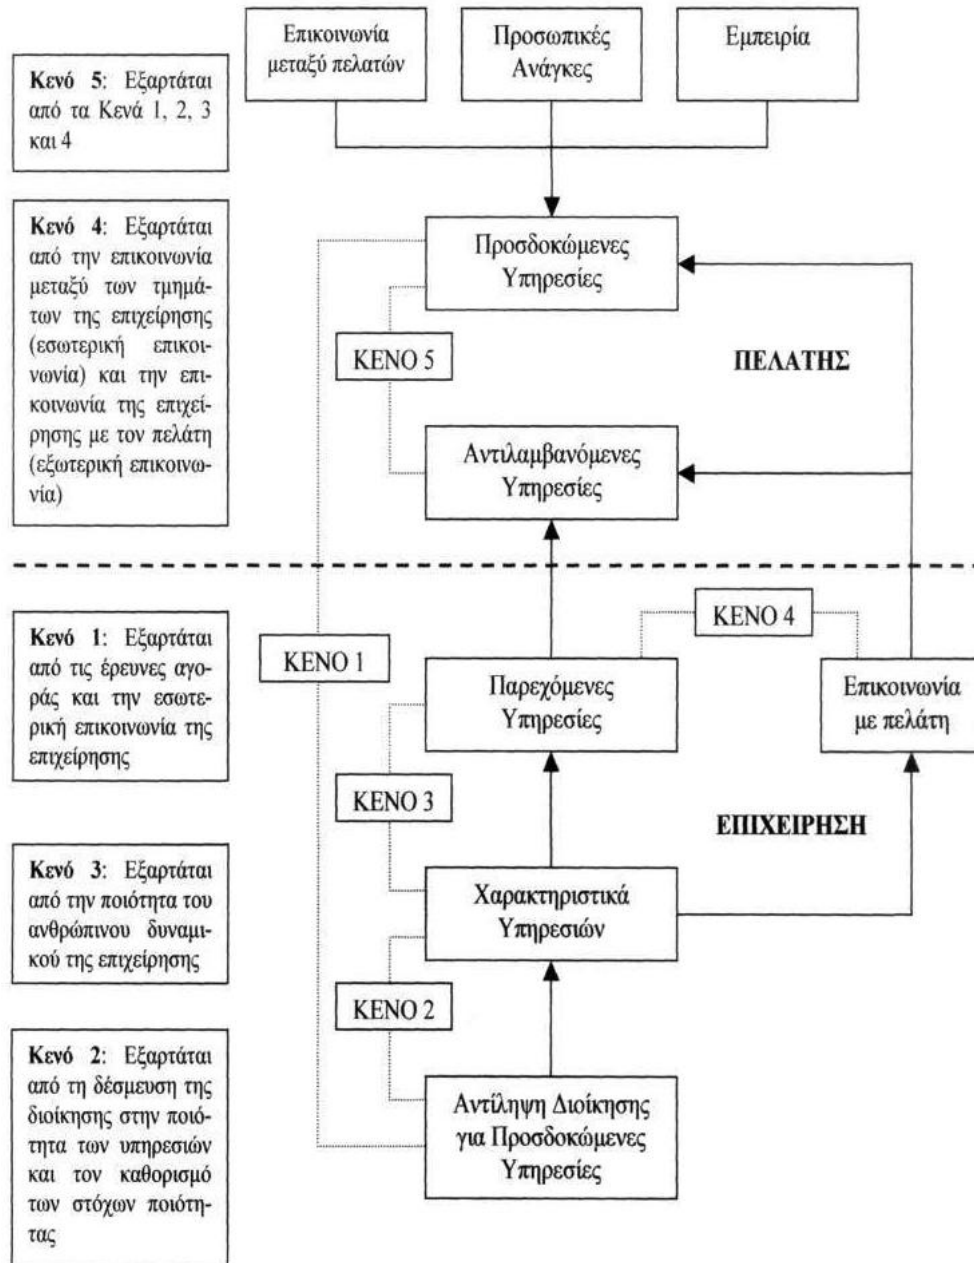 Επικοινωνία
μεταξύ πελατών
Προσωπικές
Ανάγκες
Εμπειρία
Κενό 5: Εξαρτάται
από τα Κενά 1, 2, 3
και 4
Κενό 4: Εξαρτάται
από την επικοινωνία
μεταξύ των τμημά-
των της επιχείρησης
(εσωτερική επικοι-
νωνία) και την επι-
κοινωνία της επιχεί-
ρησης με τον πελάτη
(εξωτερική επικοινω-
νία)
Προσδοκώμενες
Υπηρεσίες
ΚΕΝΟ 5
ΠΕΛΑΤΗΣ
Αντιλαμβανόμενες
Υπηρεσίες
Κενό 1: Εξαρτάται
από τις έρευνες αγο-
ράς και την εσωτε-
ρική επικοινωνία της
επιχείρησης
ΚΕΝΟ 1
ΚΕΝΟ 4
Παρεχόμενες
Υπηρεσίες
Επικοινωνία
με πελάτη
ΚΕΝΟ 3
ΕΠΙΧΕΙΡΗΣΗ
Κενό 3: Εξαρτάται
από την ποιότητα του
ανθρώπινου δυναμι-
κού της επιχείρησης
Χαρακτηριστικά
Υπηρεσιών
ΚΕΝΟ 2
Κενό 2: Εξαρτάται
από τη δέσμευση της
διοίκησης στην ποιό-
τητα των υπηρεσιών
και τον καθορισμό
των στόχων ποιότη-
τας
Αντίληψη Διοίκησης
για Προσδοκώμενες
Υπηρεσίες